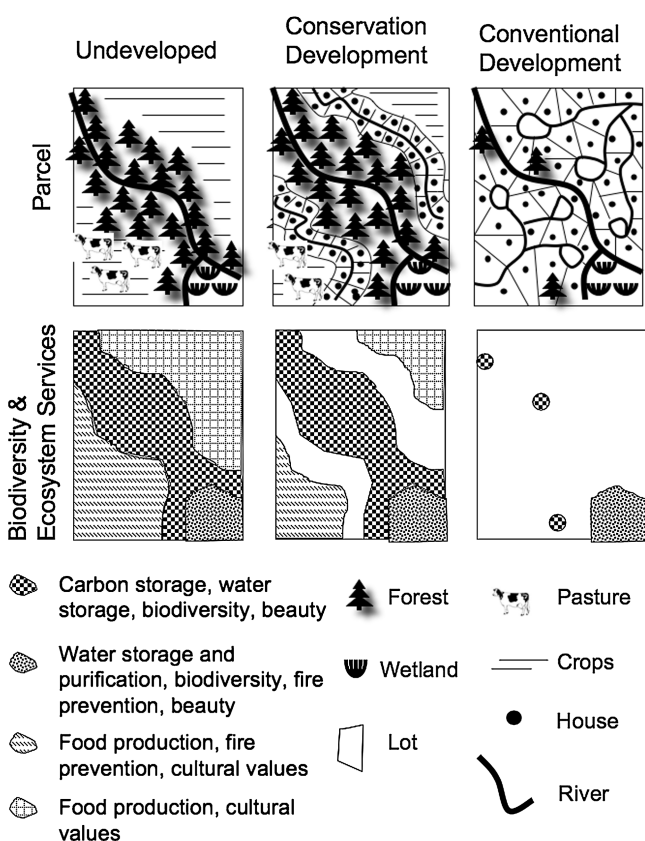 Undeveloped
Conservation
Development
Conventional
Development
Parcel
Biodiversity &
Ecosystem Services
Carbon storage, water
storage, biodiversity, beauty
Water storage and
purification, biodiversity, fire
prevention, beauty
Food production, fire
prevention, cultural values
Food production, cultural
values
Forest
Wetland
Lot
Pasture
Crops
House
River